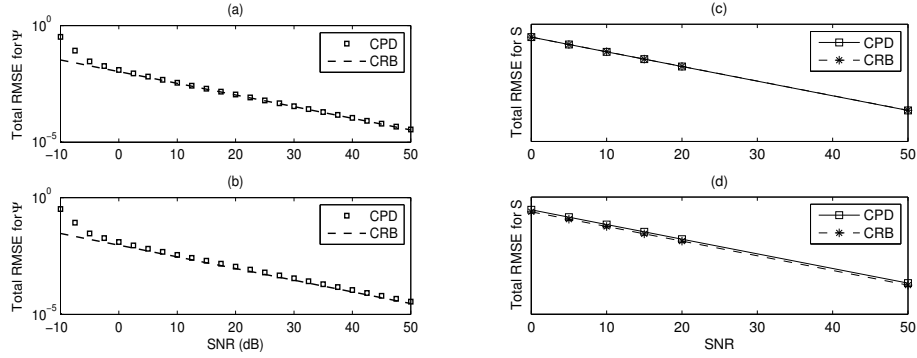 (a)
10^0
10^-5
Total RMSE for Ψ
CPD
CRB
−10 0 10 20 30 40 50
(b)
10^0
10^-5
Total RMSE for Ψ
CPD
CRB
−10 0 10 20 30 40 50
SNR (dB)
(c)
Total RMSE for S
CPD
CRB
0 10 20 30 40 50
SNR
(d)
Total RMSE for S
CPD
CRB
0 10 20 30 40 50
SNR